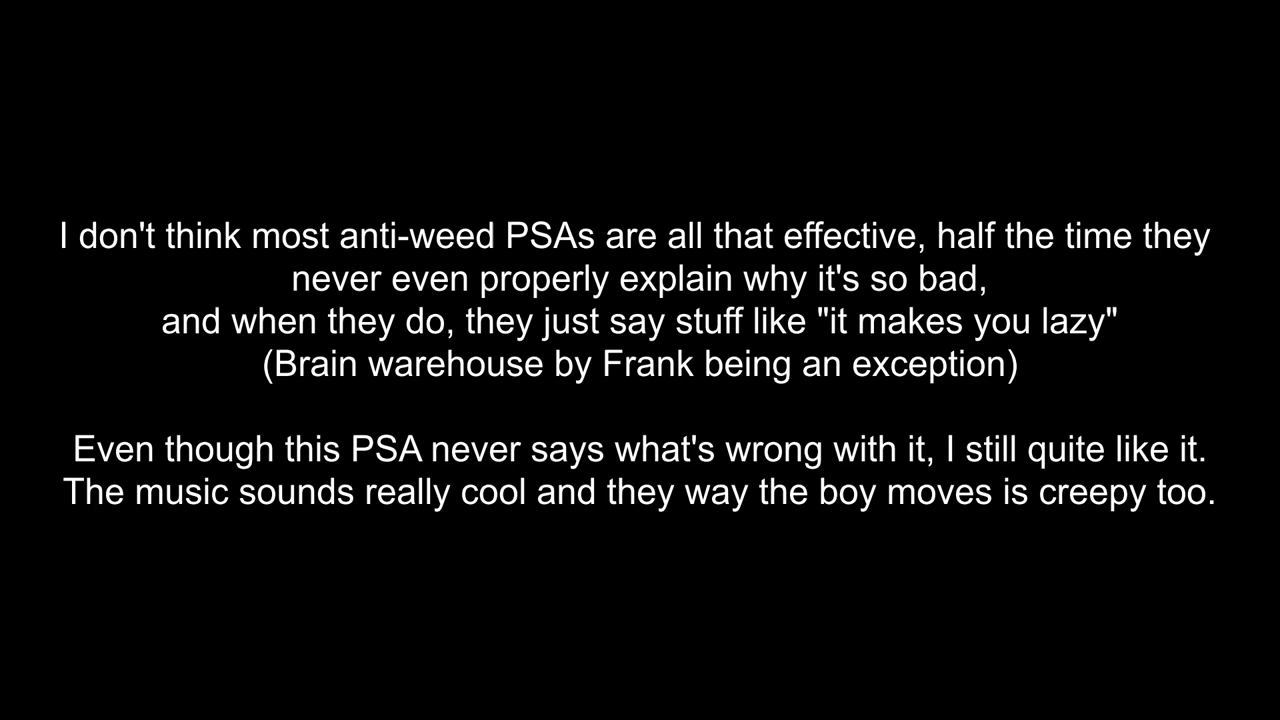 I don't think most anti-weed PSAs are all that effective, half the time they
never even properly explain why it's so bad,
and when they do, they just say stuff like "it makes you lazy"
(Brain warehouse by Frank being an exception)
Even though this PSA never says what's wrong with it, I still quite like it.
The music sounds really cool and they way the boy moves is creepy too.